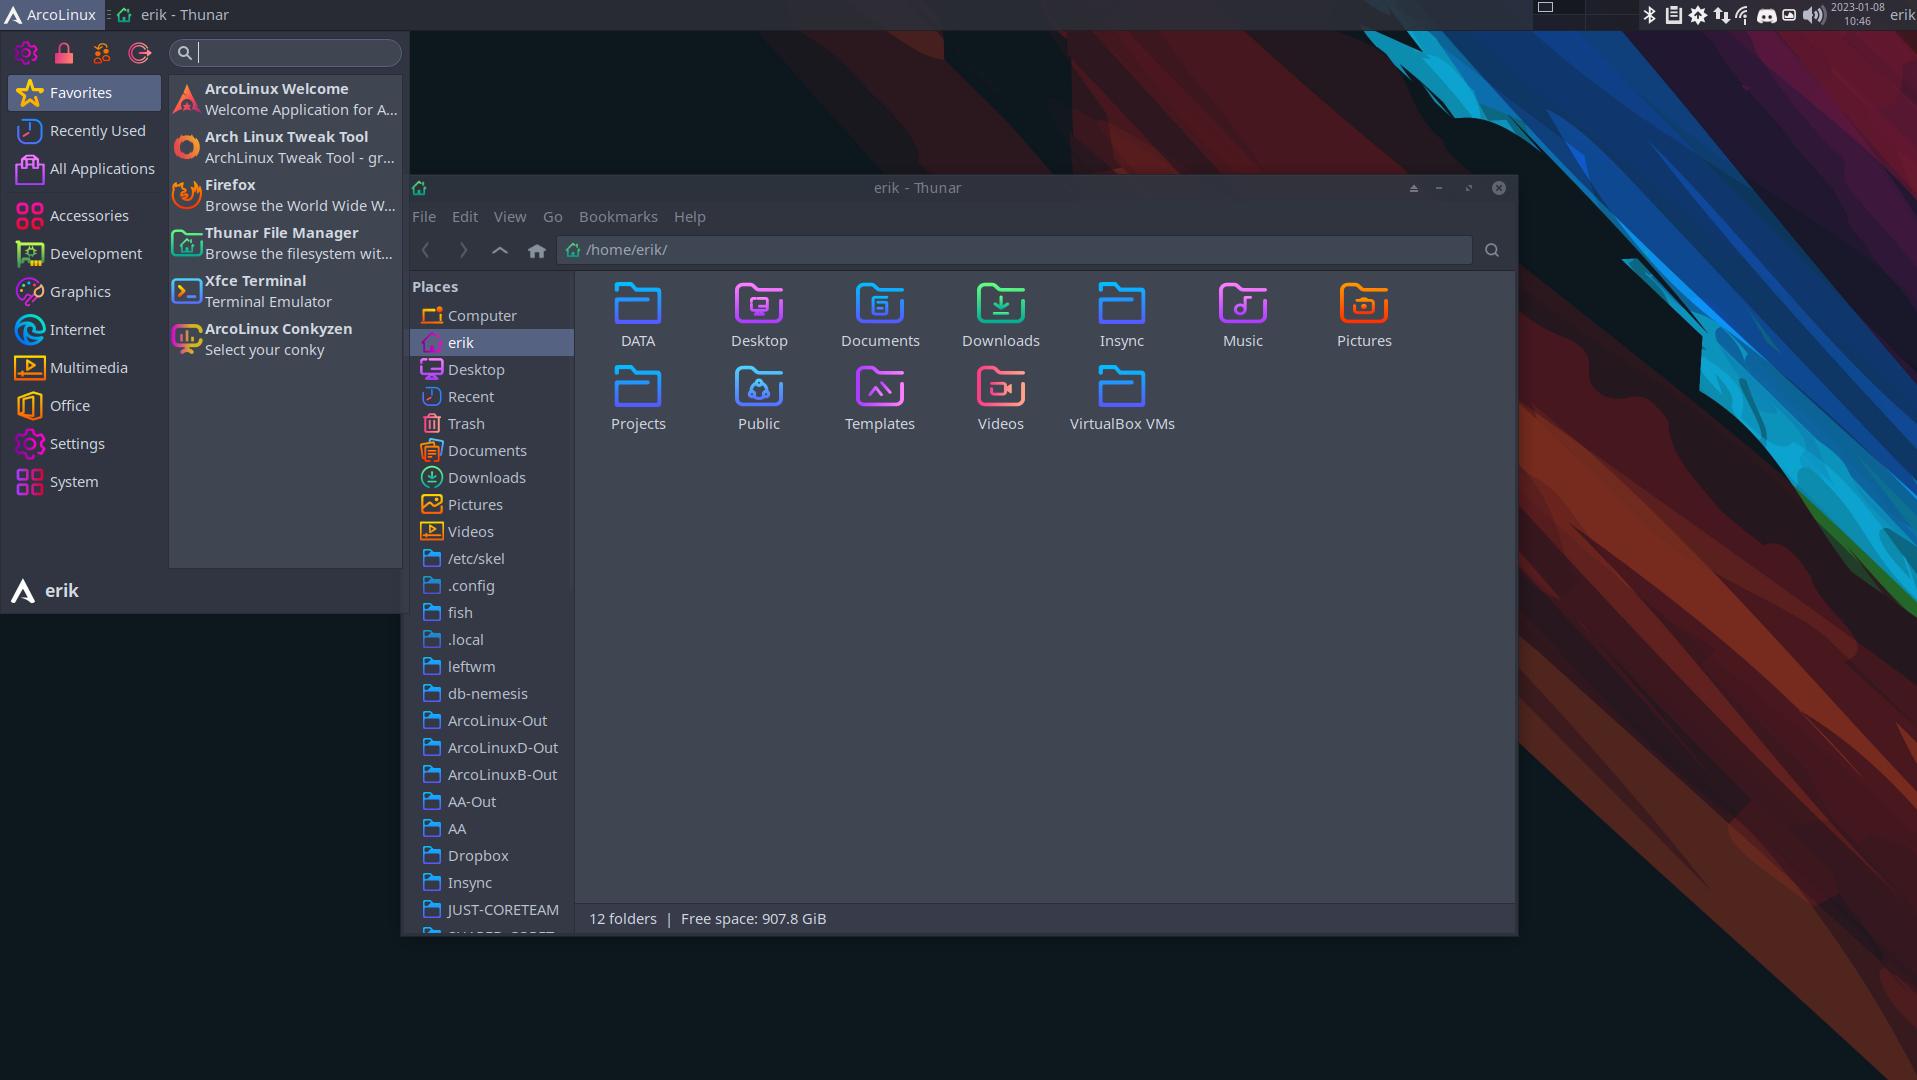 ArcoLinux
erik - Thunar
2023-01-08
10:46
erik
Favorites
Recently Used
All Applications
Accessories
Development
Graphics
Internet
Multimedia
Office
Settings
System
ArcoLinux Welcome
Welcome Application for A...
Arch Linux Tweak Tool
ArchLinux Tweak Tool - gr...
Firefox
Browse the World Wide W...
Thunar File Manager
Browse the filesystem wit...
Xfce Terminal
Terminal Emulator
ArcoLinux Conkyzen
Select your conky
erik
erik - Thunar
File Edit View Go Bookmarks Help
/home/erik/
Places
Computer
erik
Desktop
Recent
Trash
Documents
Downloads
Pictures
Videos
/etc/skel
.config
fish
.local
leftwm
db-nemesis
ArcoLinux-Out
ArcoLinuxD-Out
ArcoLinuxB-Out
AA-Out
AA
Dropbox
Insync
JUST-CORETEAM
DATA Desktop Documents Downloads Insync Music Pictures
Projects Public Templates Videos VirtualBox VMs
12 folders | Free space: 907.8 GiB